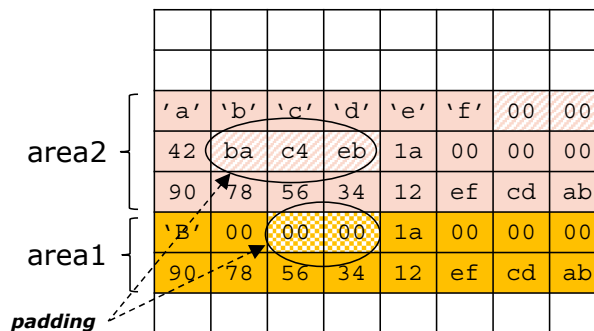 'a' 'b' 'c' 'd' 'e' 'f' 00 00
area2 42 ba c4 eb 1a 00 00 00
90 78 56 34 12 ef cd ab
area1 'B' 00 00 00 1a 00 00 00
90 78 56 34 12 ef cd ab
padding